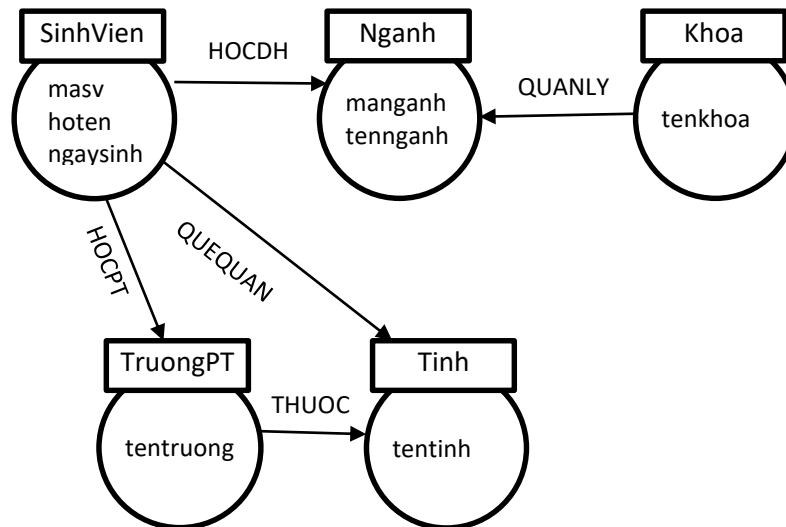 SinhVien
HOCDH
Nganh
Khoa
masv
hoten
ngaysinh
manganh
tennganh
QUANLY
tenkhoa
HOCPT
QUEQUAN
TruongPT
Tinh
THUOC
tentruong
tentinh